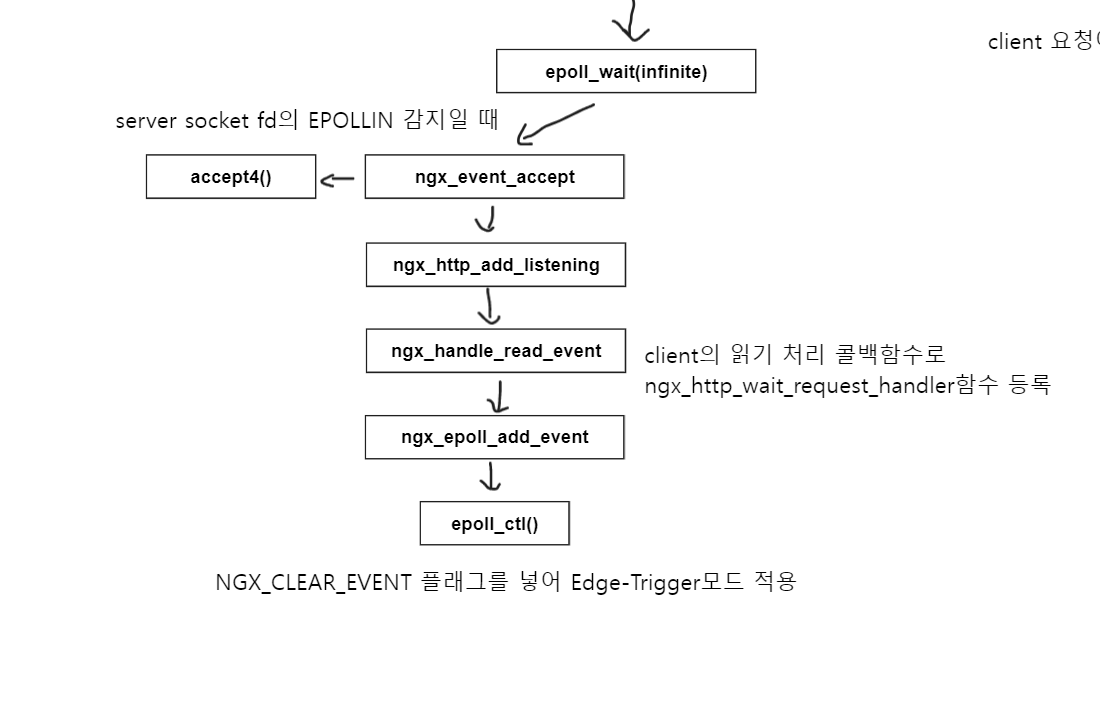 client 요청
epoll_wait(infinite)
server socket fd의 EPOLLIN 감지일 때
accept4()
ngx_event_accept
ngx_http_add_listening
ngx_handle_read_event
client의 읽기 처리 콜백함수로
ngx_http_wait_request_handler함수 등록
ngx_epoll_add_event
epoll_ctl()
NGX_CLEAR_EVENT 플래그를 넣어 Edge-Trigger모드 적용